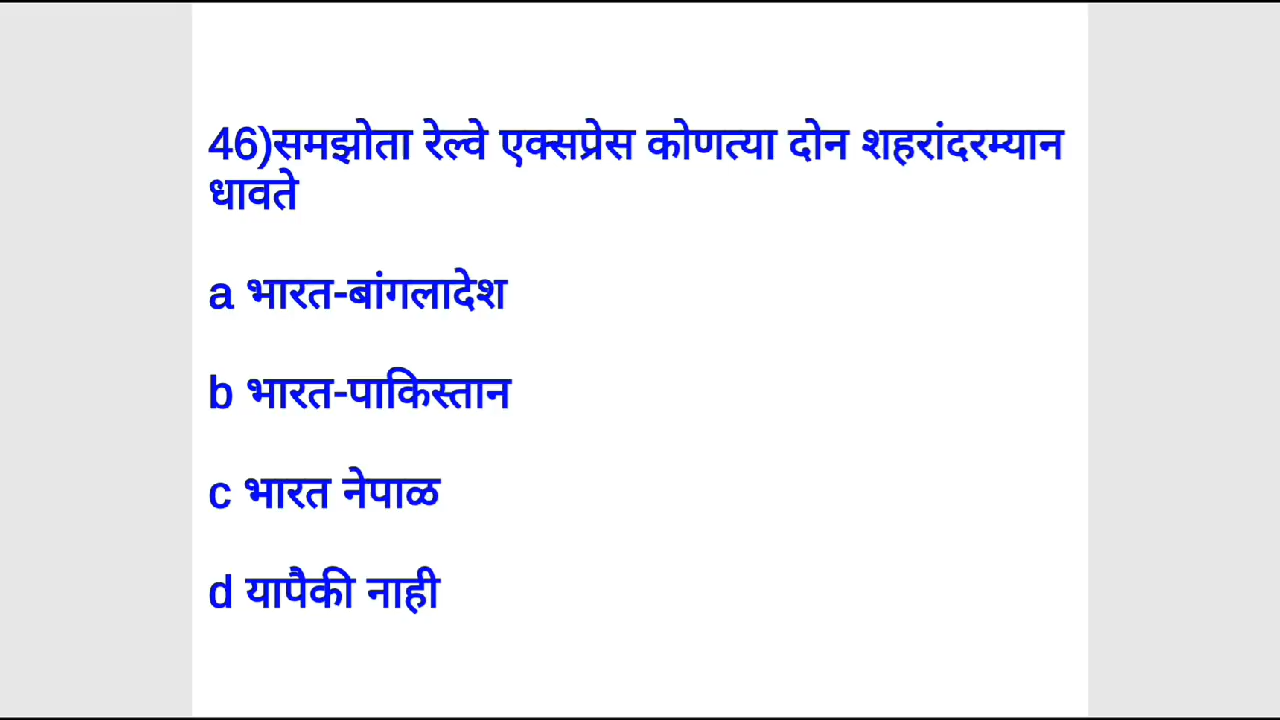 46)समझोता रेल्वे एक्सप्रेस कोणत्या दोन शहरांदरम्यान
धावते
a भारत-बांगलादेश
b भारत-पाकिस्तान
c भारत नेपाळ
d यापैकी नाही